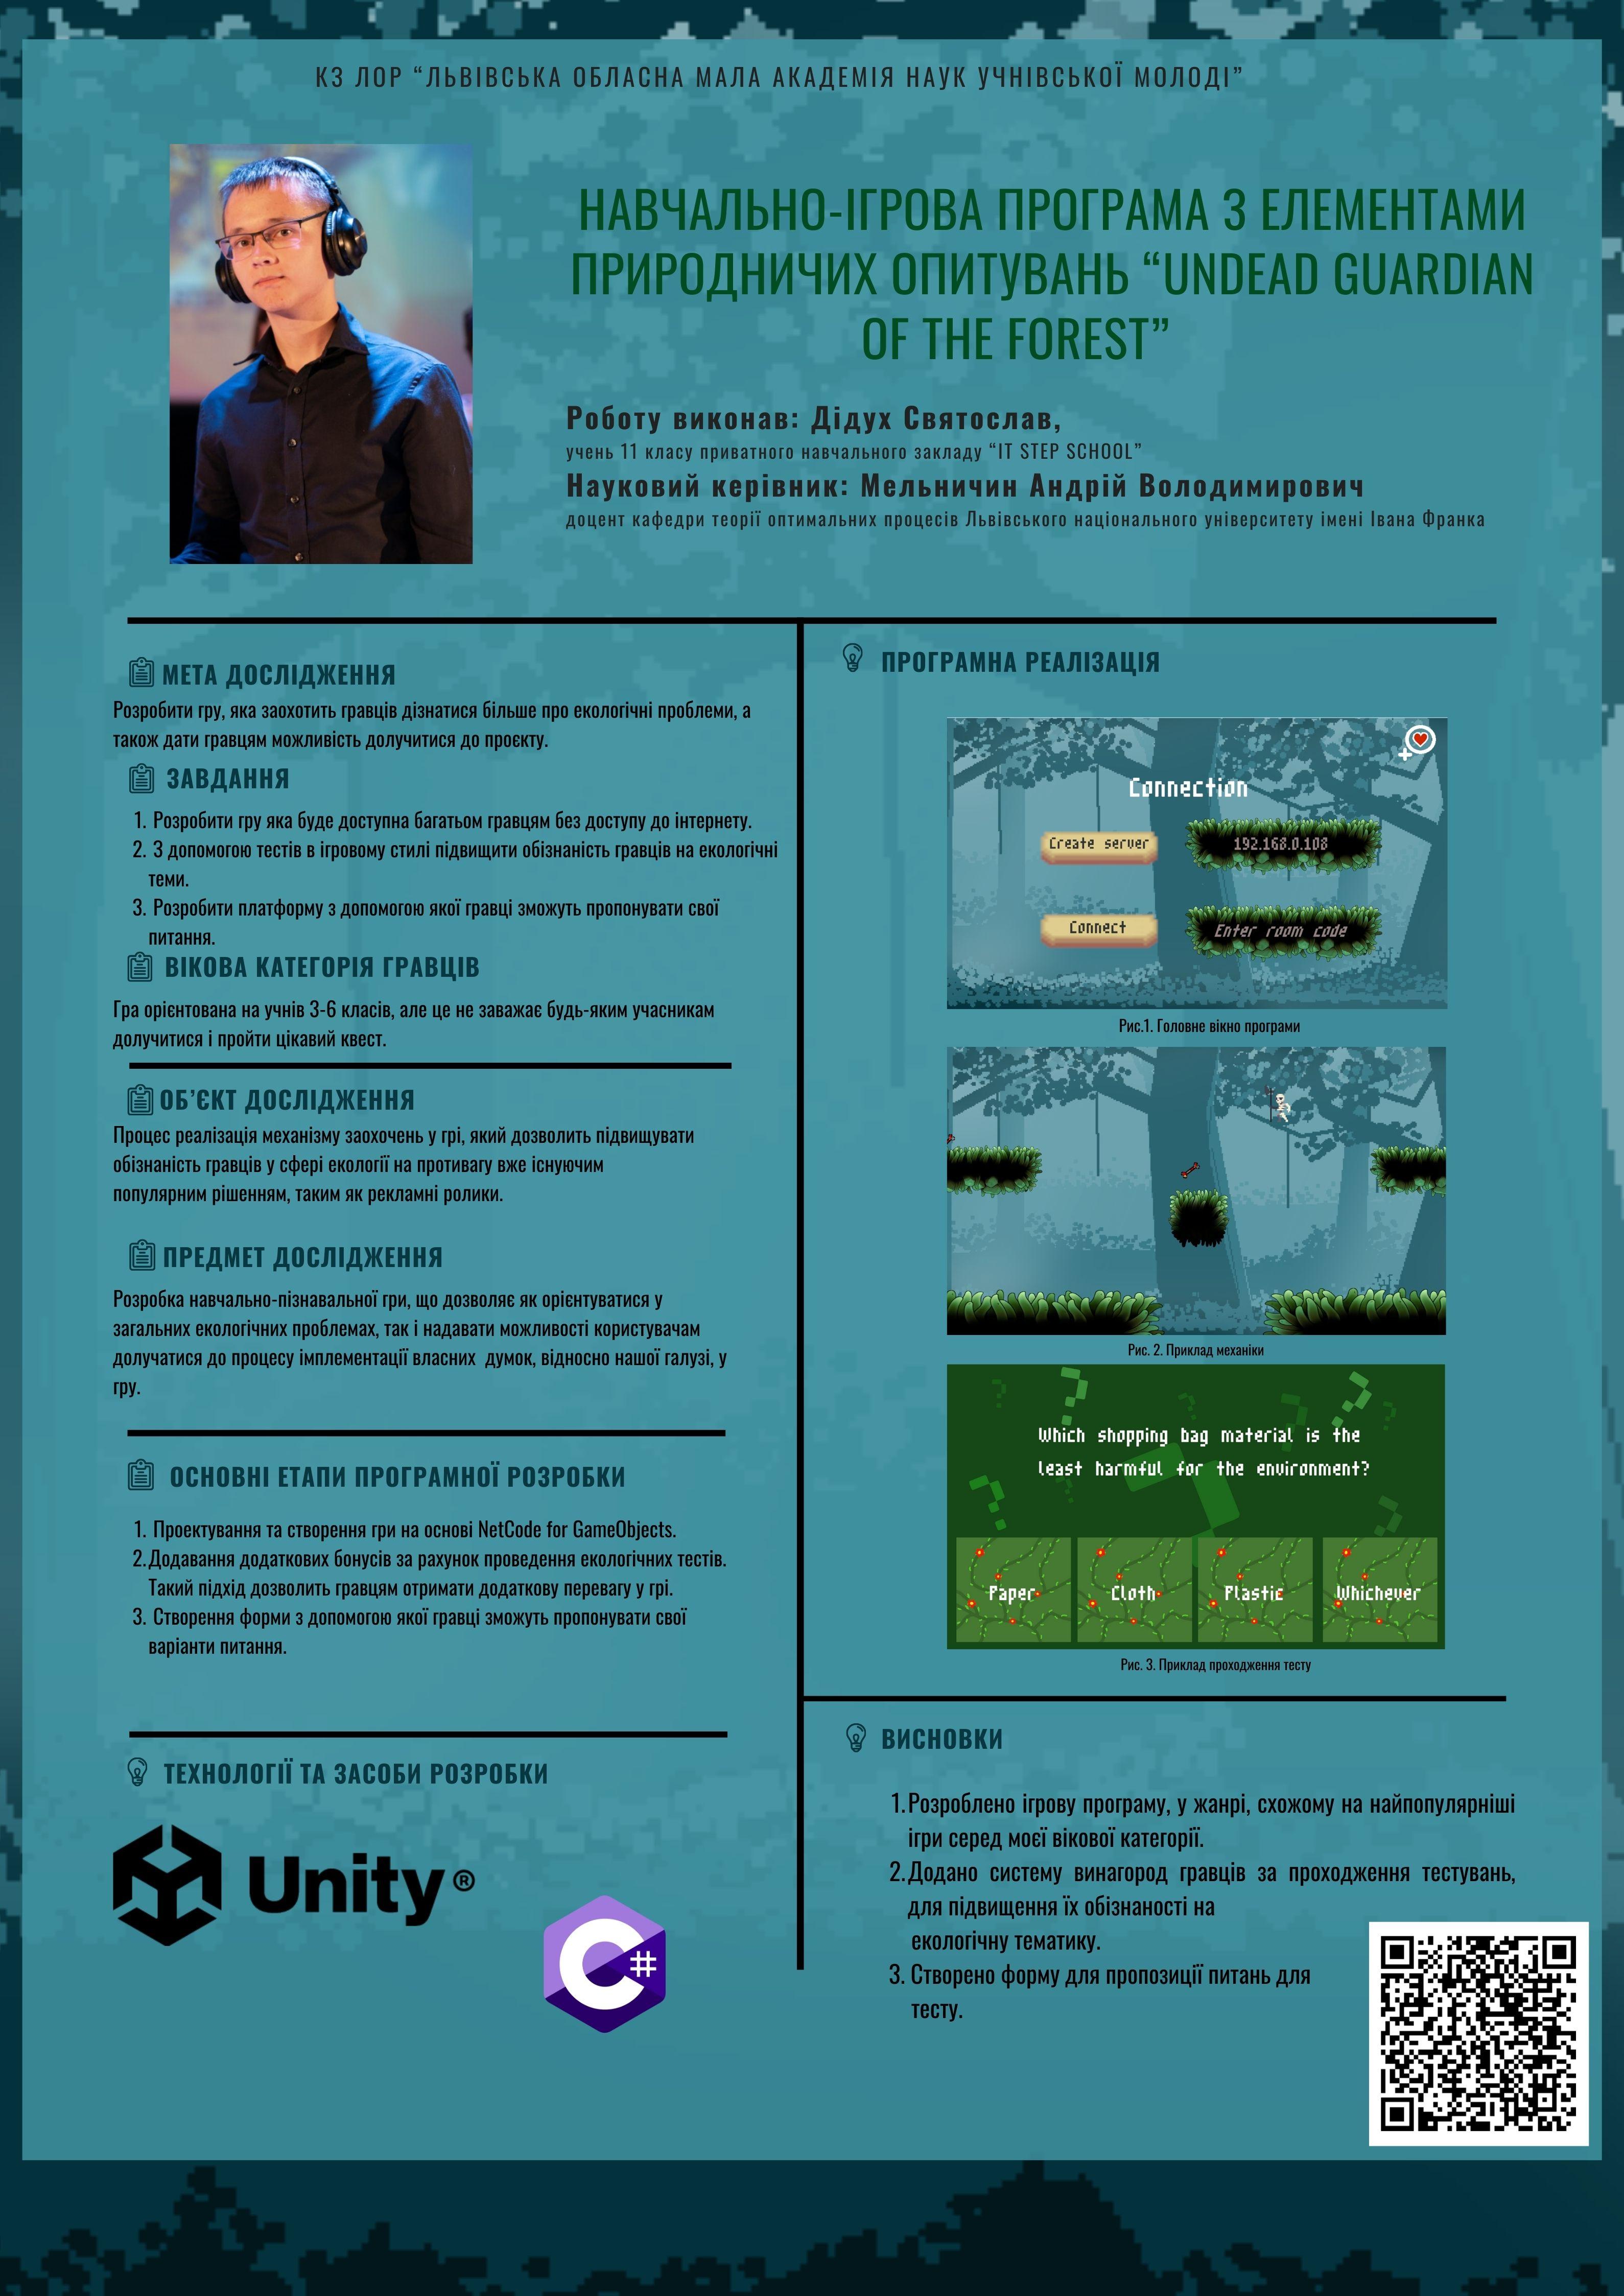 КЗ ЛОР “ЛЬВІВСЬКА ОБЛАСНА МАЛА АКАДЕМІЯ НАУК УЧНІВСЬКОЇ МОЛОДІ”
НАВЧАЛЬНО-ІГРОВА ПРОГРАМА З ЕЛЕМЕНТАМИ
ПРИРОДНИЧИХ ОПИТУВАНЬ “UNDEAD GUARDIAN
OF THE FOREST”
Роботу виконав: Дідух Святослав,
учень 11 класу приватного навчального закладу “IT STEP SCHOOL”
Науковий керівник: Мельничин Андрій Володимирович
доцент кафедри теорії оптимальних процесів Львівського національного університету імені Івана Франка
МЕТА ДОСЛІДЖЕННЯ
Розробити гру, яка заохотить гравців дізнатися більше про екологічні проблеми, а
також дати гравцям можливість долучитися до проєкту.
ЗАВДАННЯ
1. Розробити гру яка буде доступна багатьом гравцям без доступу до інтернету.
2. З допомогою тестів в ігровому стилі підвищити обізнаність гравців на екологічні
теми.
3. Розробити платформу з допомогою якої гравці зможуть пропонувати свої
питання.
ВІКОВА КАТЕГОРІЯ ГРАВЦІВ
Гра орієнтована на учнів 3-6 класів, але це не заважає будь-яким учасникам
долучитися і пройти цікавий квест.
ОБ’ЄКТ ДОСЛІДЖЕННЯ
Процес реалізація механізму заохочень у грі, який дозволить підвищувати
обізнаність гравців у сфері екології на противагу вже існуючим
популярним рішенням, таким як рекламні ролики.
ПРЕДМЕТ ДОСЛІДЖЕННЯ
Розробка навчально-пізнавальної гри, що дозволяє як орієнтуватися у
загальних екологічних проблемах, так і надавати можливості користувачам
долучатися до процесу імплементації власних думок, відносно нашої галузі, у
гру.
ОСНОВНІ ЕТАПИ ПРОГРАМНОЇ РОЗРОБКИ
1. Проектування та створення гри на основі NetCode for GameObjects.
2.Додавання додаткових бонусів за рахунок проведення екологічних тестів.
Такий підхід дозволить гравцям отримати додаткову перевагу у грі.
3. Створення форми з допомогою якої гравці зможуть пропонувати свої
варіанти питання.
ТЕХНОЛОГІЇ ТА ЗАСОБИ РОЗРОБКИ
Unity®
C#
ПРОГРАМНА РЕАЛІЗАЦІЯ
Connection
Create server
192.168.0.108
Connect
Enter room code
Рис.1. Головне вікно програми
Рис. 2. Приклад механіки
Which shopping bag material is the
least harmful for the environment?
Paper
Cloth
Plastic
Whichever
Рис. 3. Приклад проходження тесту
ВИСНОВКИ
1.Розроблено ігрову програму, у жанрі, схожому на найпопулярніші
ігри серед моєї вікової категорії.
2.Додано систему винагород гравців за проходження тестувань,
для підвищення їх обізнаності на
екологічну тематику.
3. Створено форму для пропозиції питань для
тесту.